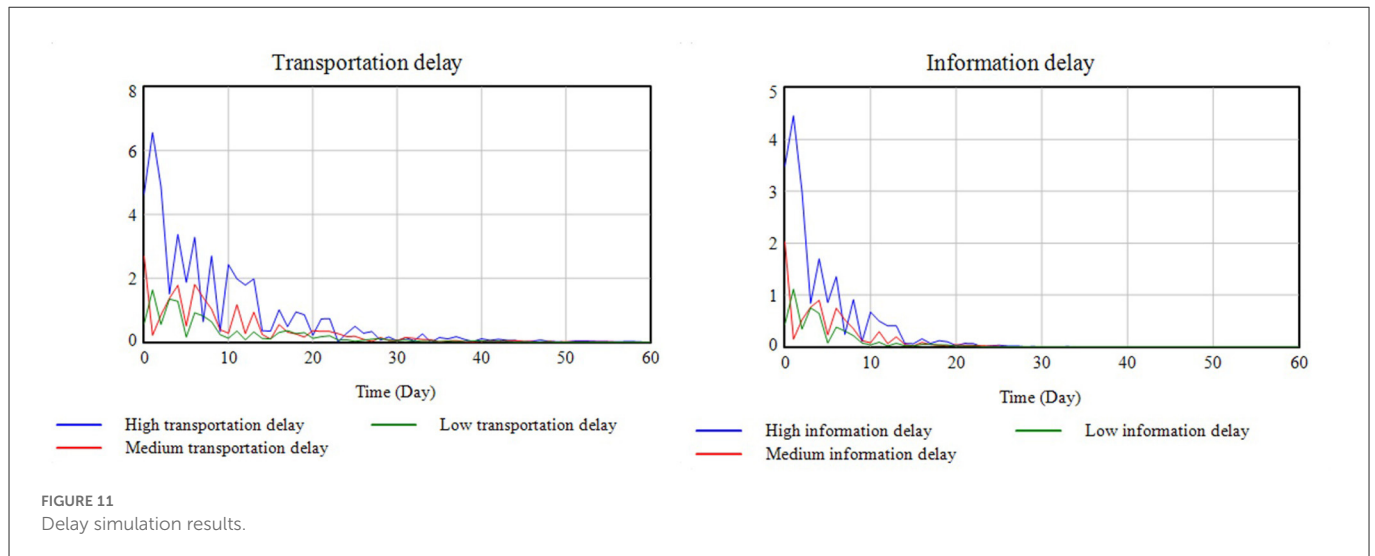 Transportation delay
8
6
4
2
0
0 10 20 30 40 50 60
Time (Day)
High transportation delay
Low transportation delay
Medium transportation delay
Information delay
5
4
3
2
1
0
0 10 20 30 40 50 60
Time (Day)
High information delay
Low information delay
Medium information delay
FIGURE 11
Delay simulation results.